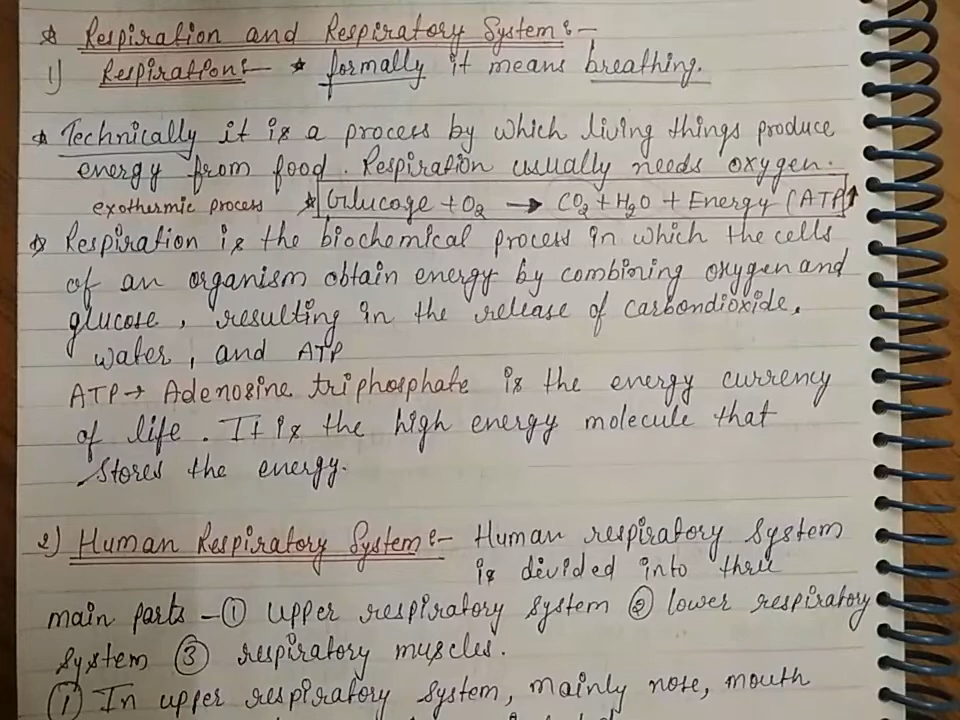 ☆ Respiration and Respiratory System :-
1) Respiration :- ★ formally it means breathing.
★ Technically it is a process by which living things produce
energy from food. Respiration usually needs oxygen.
exothermic process ★ Glucose + O2 → CO2 + H2O + Energy (ATP)↑
☆ Respiration is the biochemical process in which the cells
of an organism obtain energy by combining oxygen and
glucose, resulting in the release of carbondioxide,
water, and ATP
ATP → Adenosine triphosphate is the energy currency
of life. It is the high energy molecule that
stores the energy.
2) Human Respiratory System :- Human respiratory system
is divided into three
main parts - ① upper respiratory system ② lower respiratory
system ③ respiratory muscles.
① In upper respiratory system, mainly nose, mouth